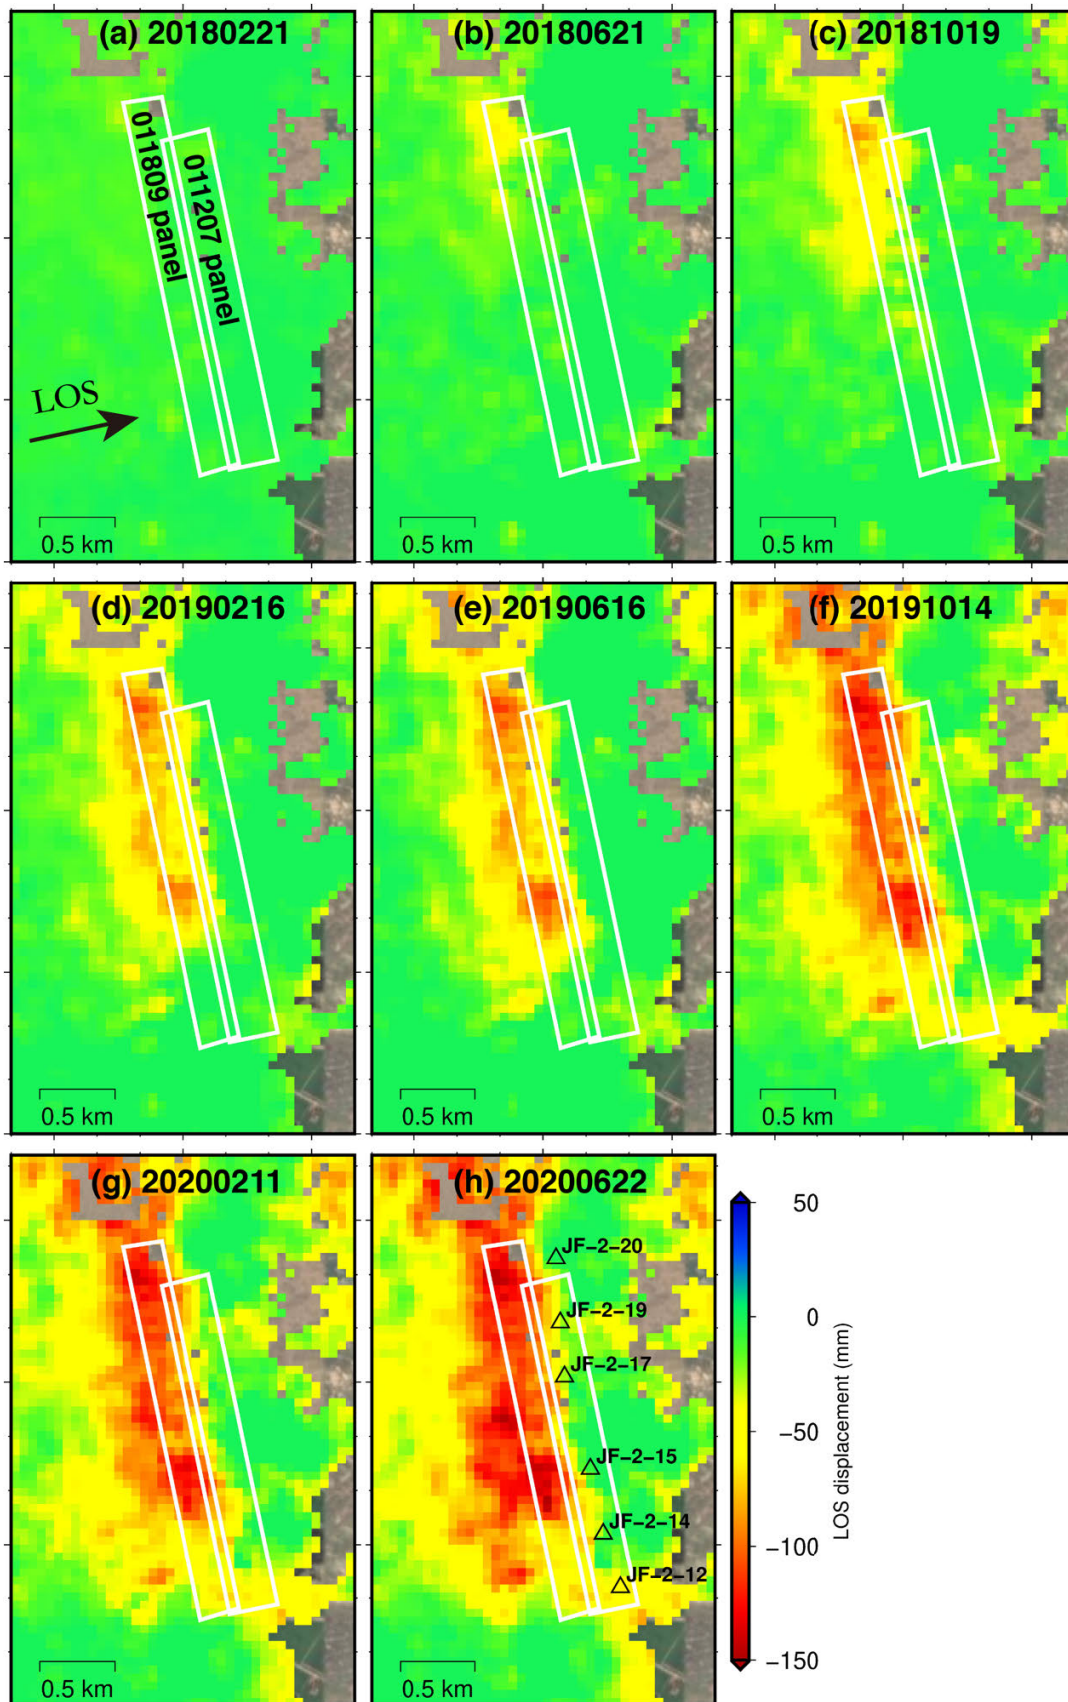 (a) 20180221
(b) 20180621
(c) 20181019
011809 panel
011207 panel
LOS
0.5 km
0.5 km
0.5 km
(d) 20190216
(e) 20190616
(f) 20191014
0.5 km
0.5 km
0.5 km
(g) 20200211
(h) 20200622
JF-2-20
JF-2-19
JF-2-17
JF-2-15
JF-2-14
JF-2-12
0.5 km
0.5 km
50
0
−50
−100
−150
LOS displacement (mm)